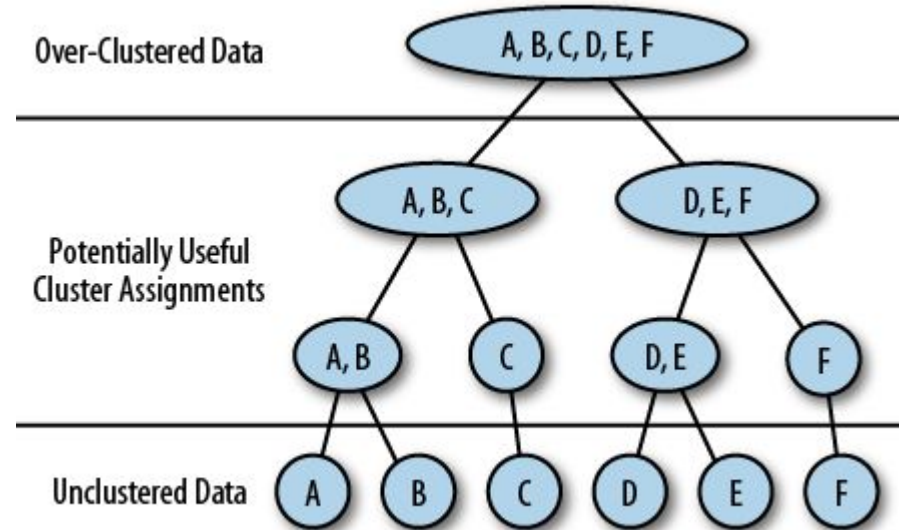 Over-Clustered Data
A, B, C, D, E, F
A, B, C
D, E, F
Potentially Useful
Cluster Assignments
A, B
C
D, E
F
Unclustered Data
A
B
C
D
E
F